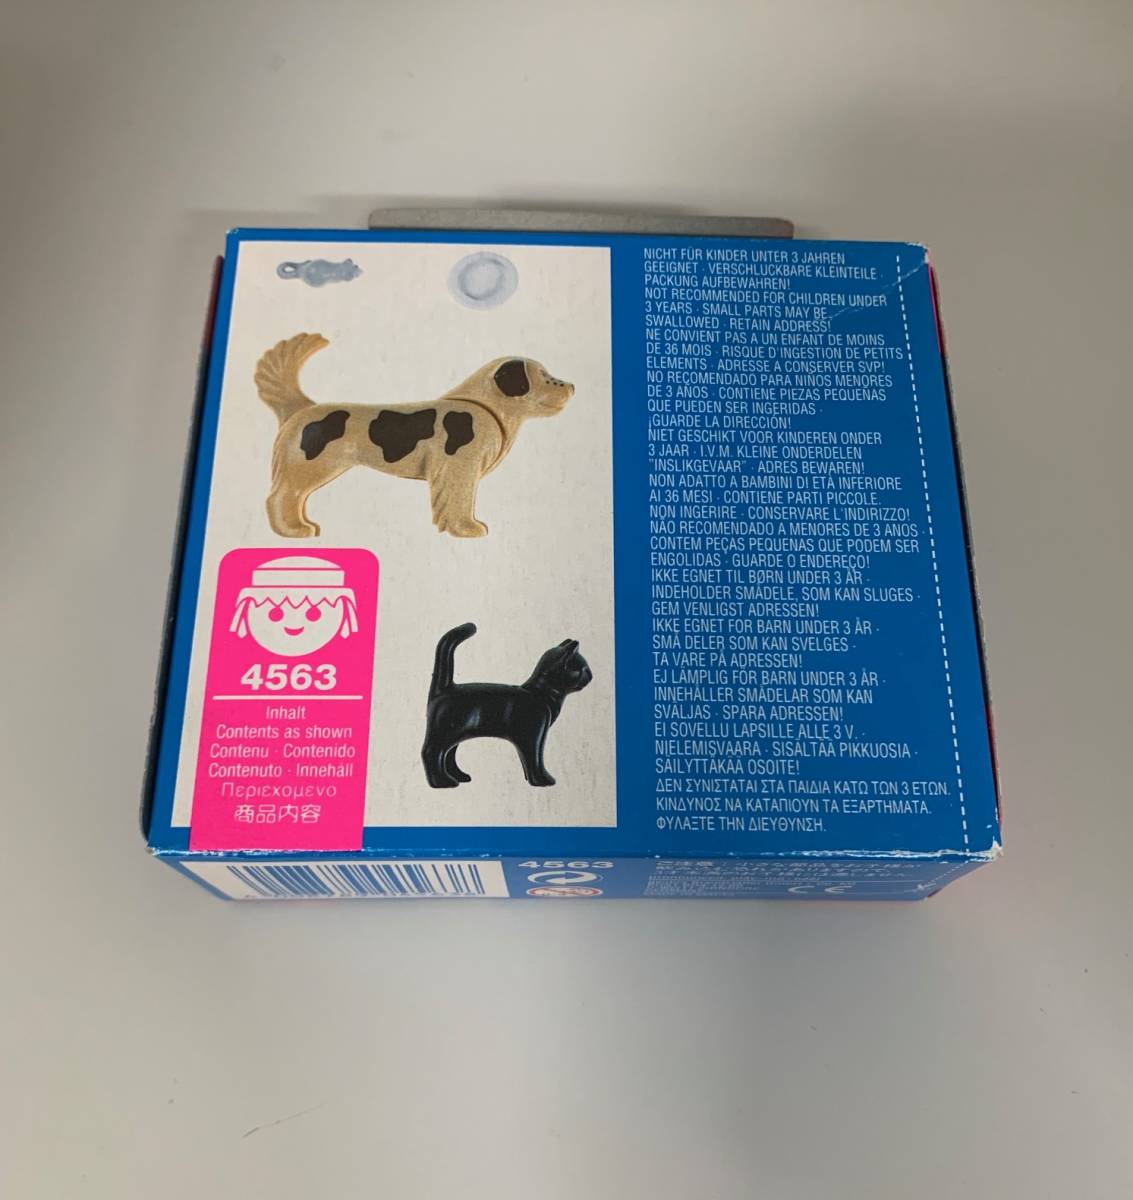 NICHT FÜR KINDER UNTER 3 JAHREN
GEEIGNET · VERSCHLUCKBARE KLEINTEILE ·
PACKUNG AUFBEWAHREN!
NOT RECOMMENDED FOR CHILDREN UNDER
3 YEARS · SMALL PARTS MAY BE
SWALLOWED · RETAIN ADDRESS!
NE CONVIENT PAS A UN ENFANT DE MOINS
DE 36 MOIS · RISQUE D'INGESTION DE PETITS
ELEMENTS · ADRESSE A CONSERVER SVP!
NO RECOMENDADO PARA NIÑOS MENORES
DE 3 AÑOS · CONTIENE PIEZAS PEQUEÑAS
QUE PUEDEN SER INGERIDAS ·
¡GUARDE LA DIRECCIÓN!
NIET GESCHIKT VOOR KINDEREN ONDER
3 JAAR · I.V.M. KLEINE ONDERDELEN
"INSLIKGEVAAR" · ADRES BEWAREN!
NON ADATTO A BAMBINI DI ETÀ INFERIORE
AI 36 MESI · CONTIENE PARTI PICCOLE.
NON INGERIRE · CONSERVARE L'INDIRIZZO!
NÃO RECOMENDADO A MENORES DE 3 ANOS ·
CONTEM PEÇAS PEQUENAS QUE PODEM SER
ENGOLIDAS · GUARDE O ENDEREÇO!
IKKE EGNET TIL BØRN UNDER 3 ÅR ·
INDEHOLDER SMÅDELE, SOM KAN SLUGES ·
GEM VENLIGST ADRESSEN!
IKKE EGNET FOR BARN UNDER 3 ÅR ·
SMÅ DELER SOM KAN SVELGES ·
TA VARE PÅ ADRESSEN!
EJ LÄMPLIG FÖR BARN UNDER 3 ÅR ·
INNEHÅLLER SMÅDELAR SOM KAN
SVÄLJAS · SPARA ADRESSEN!
EI SOVELLU LAPSILLE ALLE 3 V. ·
NIELEMISVAARA · SISÄLTÄÄ PIKKUOSIA ·
SÄILYTTÄKÄÄ OSOITE!
ΔΕΝ ΣΥΝΙΣΤΑΤΑΙ ΣΤΑ ΠΑΙΔΙΑ ΚΑΤΩ ΤΩΝ 3 ΕΤΩΝ.
ΚΙΝΔΥΝΟΣ ΝΑ ΚΑΤΑΠΙΟΥΝ ΤΑ ΕΞΑΡΤΗΜΑΤΑ.
ΦΥΛΑΞΤΕ ΤΗΝ ΔΙΕΥΘΥΝΣΗ.
4563
Inhalt
Contents as shown
Contenu · Contenido
Contenuto · Innehåll
Περιεχομενο
商品内容
4563
CE